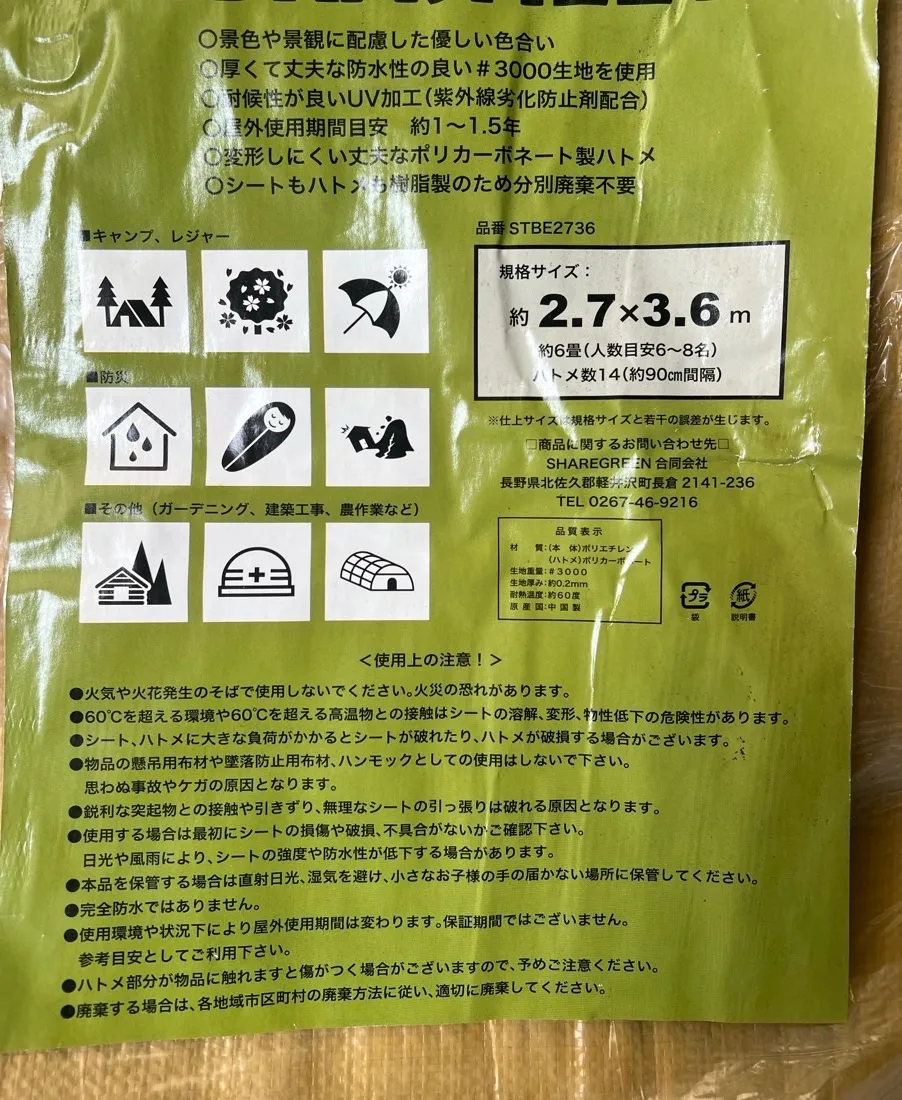 ○景色や景観に配慮した優しい色合い
○厚くて丈夫な防水性の良い#3000生地を使用
○耐候性が良いUV加工(紫外線劣化防止剤配合)
○屋外使用期間目安 約1〜1.5年
○変形しにくい丈夫なポリカーボネート製ハトメ
○シートもハトメも樹脂製のため分別廃棄不要
■キャンプ、レジャー
■防災
■その他(ガーデニング、建築工事、農作業など)
品番 STBE2736
規格サイズ:
約 2.7×3.6 m
約6畳(人数目安6〜8名)
ハトメ数14(約90㎝間隔)
※仕上サイズは規格サイズと若干の誤差が生じます。
□商品に関するお問い合わせ先□
SHAREGREEN 合同会社
長野県北佐久郡軽井沢町長倉 2141-236
TEL 0267-46-9216
品質表示
材 質:(本 体)ポリエチレン
(ハトメ)ポリカーボネート
生地重量:#3000
生地厚み:約0.2mm
耐熱温度:約60度
原産国:中国製
プラ
袋
紙
説明書
<使用上の注意!>
●火気や火花発生のそばで使用しないでください。火災の恐れがあります。
●60℃を超える環境や60℃を超える高温物との接触はシートの溶解、変形、物性低下の危険性があります。
●シート、ハトメに大きな負荷がかかるとシートが破れたり、ハトメが破損する場合がございます。
●物品の懸吊用布材や墜落防止用布材、ハンモックとしての使用はしないで下さい。
思わぬ事故やケガの原因となります。
●鋭利な突起物との接触や引きずり、無理なシートの引っ張りは破れる原因となります。
●使用する場合は最初にシートの損傷や破損、不具合がないかご確認下さい。
日光や風雨により、シートの強度や防水性が低下する場合があります。
●本品を保管する場合は直射日光、湿気を避け、小さなお子様の手の届かない場所に保管してください。
●完全防水ではありません。
●使用環境や状況下により屋外使用期間は変わります。保証期間ではございません。
参考目安としてご利用下さい。
●ハトメ部分が物品に触れますと傷がつく場合がございますので、予めご注意ください。
●廃棄する場合は、各地域市区町村の廃棄方法に従い、適切に廃棄してください。